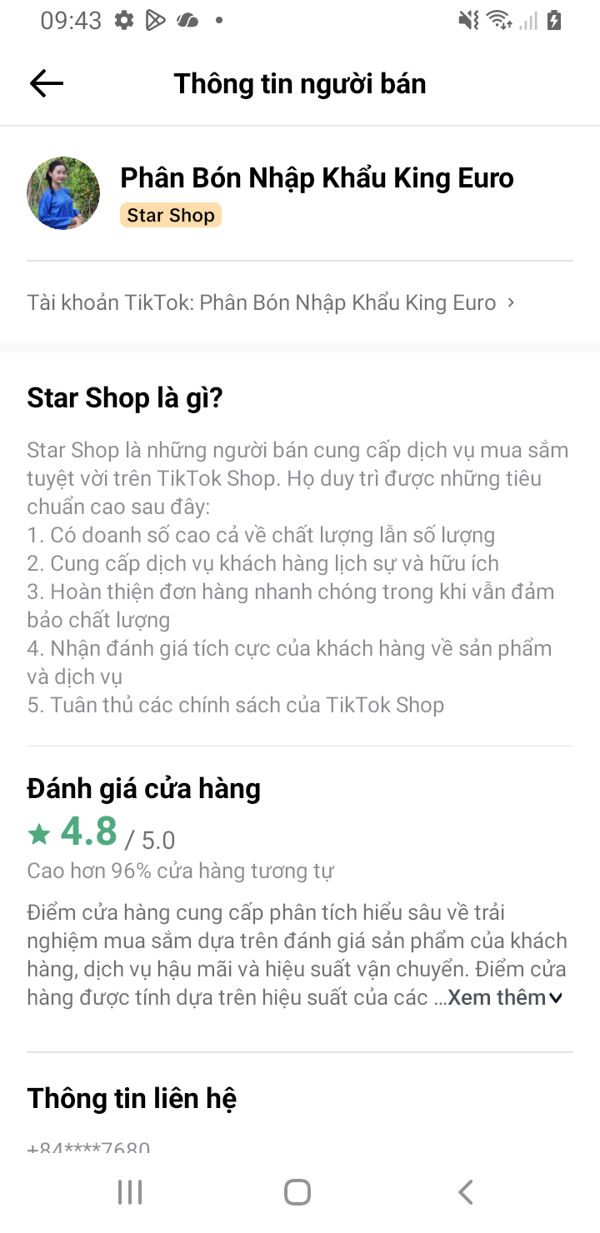 09:43
Thông tin người bán
Phân Bón Nhập Khẩu King Euro
Star Shop
Tài khoản TikTok: Phân Bón Nhập Khẩu King Euro
Star Shop là gì?
Star Shop là những người bán cung cấp dịch vụ mua sắm
tuyệt vời trên TikTok Shop. Họ duy trì được những tiêu
chuẩn cao sau đây:
1. Có doanh số cao cả về chất lượng lẫn số lượng
2. Cung cấp dịch vụ khách hàng lịch sự và hữu ích
3. Hoàn thiện đơn hàng nhanh chóng trong khi vẫn đảm
bảo chất lượng
4. Nhận đánh giá tích cực của khách hàng về sản phẩm
và dịch vụ
5. Tuân thủ các chính sách của TikTok Shop
Đánh giá cửa hàng
4.8 / 5.0
Cao hơn 96% cửa hàng tương tự
Điểm cửa hàng cung cấp phân tích hiểu sâu về trải
nghiệm mua sắm dựa trên đánh giá sản phẩm của khách
hàng, dịch vụ hậu mãi và hiệu suất vận chuyển. Điểm cửa
hàng được tính dựa trên hiệu suất của các ...Xem thêm
Thông tin liên hệ
+84****7680